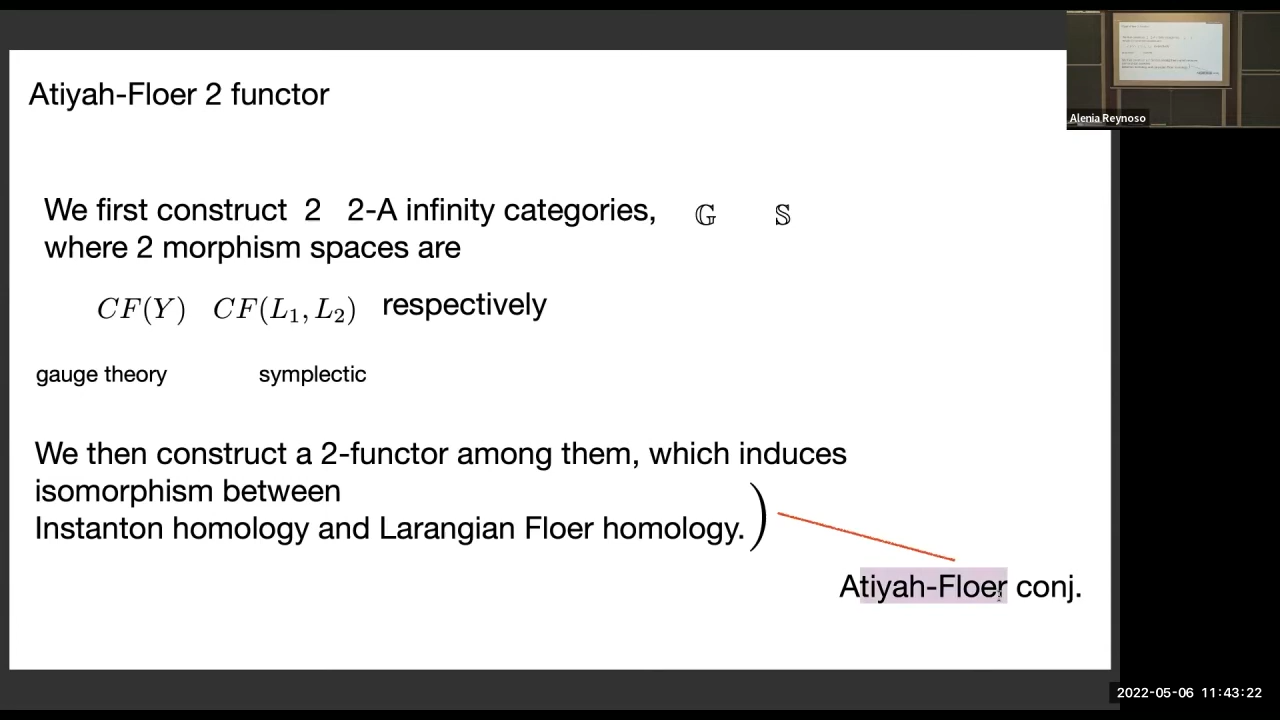 Atiyah-Floer 2 functor
We first construct 2 2-A infinity categories, 𝔾 𝕊
where 2 morphism spaces are
CF(Y) CF(L₁, L₂) respectively
gauge theory symplectic
We then construct a 2-functor among them, which induces
isomorphism between
Instanton homology and Larangian Floer homology. )
Atiyah-Floer conj.
Alenia Reynoso
2022-05-06 11:43:22